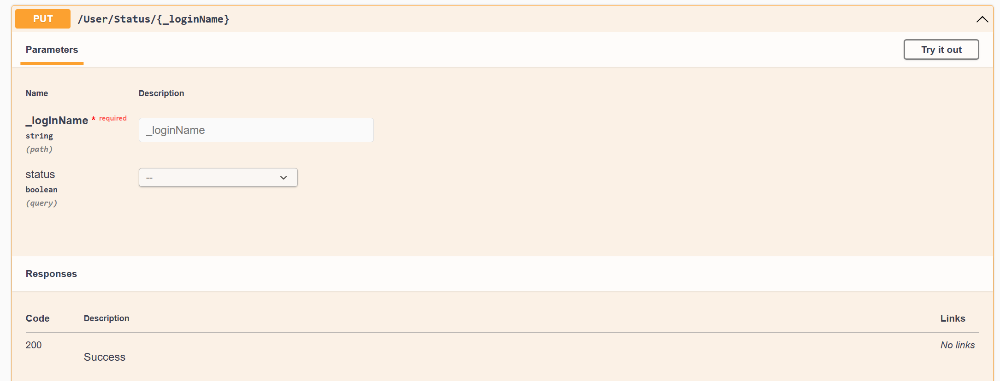 PUT /User/Status/{_loginName}
Parameters
Try it out
Name Description
_loginName * required
string
(path)
_loginName
status
boolean
(query)
--
Responses
Code Description Links
200 No links
Success